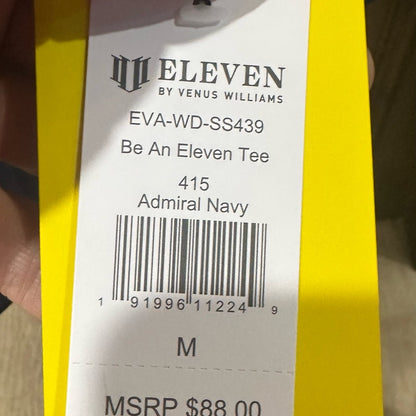 ELEVEN
BY VENUS WILLIAMS
EVA-WD-SS439
Be An Eleven Tee
415
Admiral Navy
1 91996 11224 9
M
MSRP $88.00